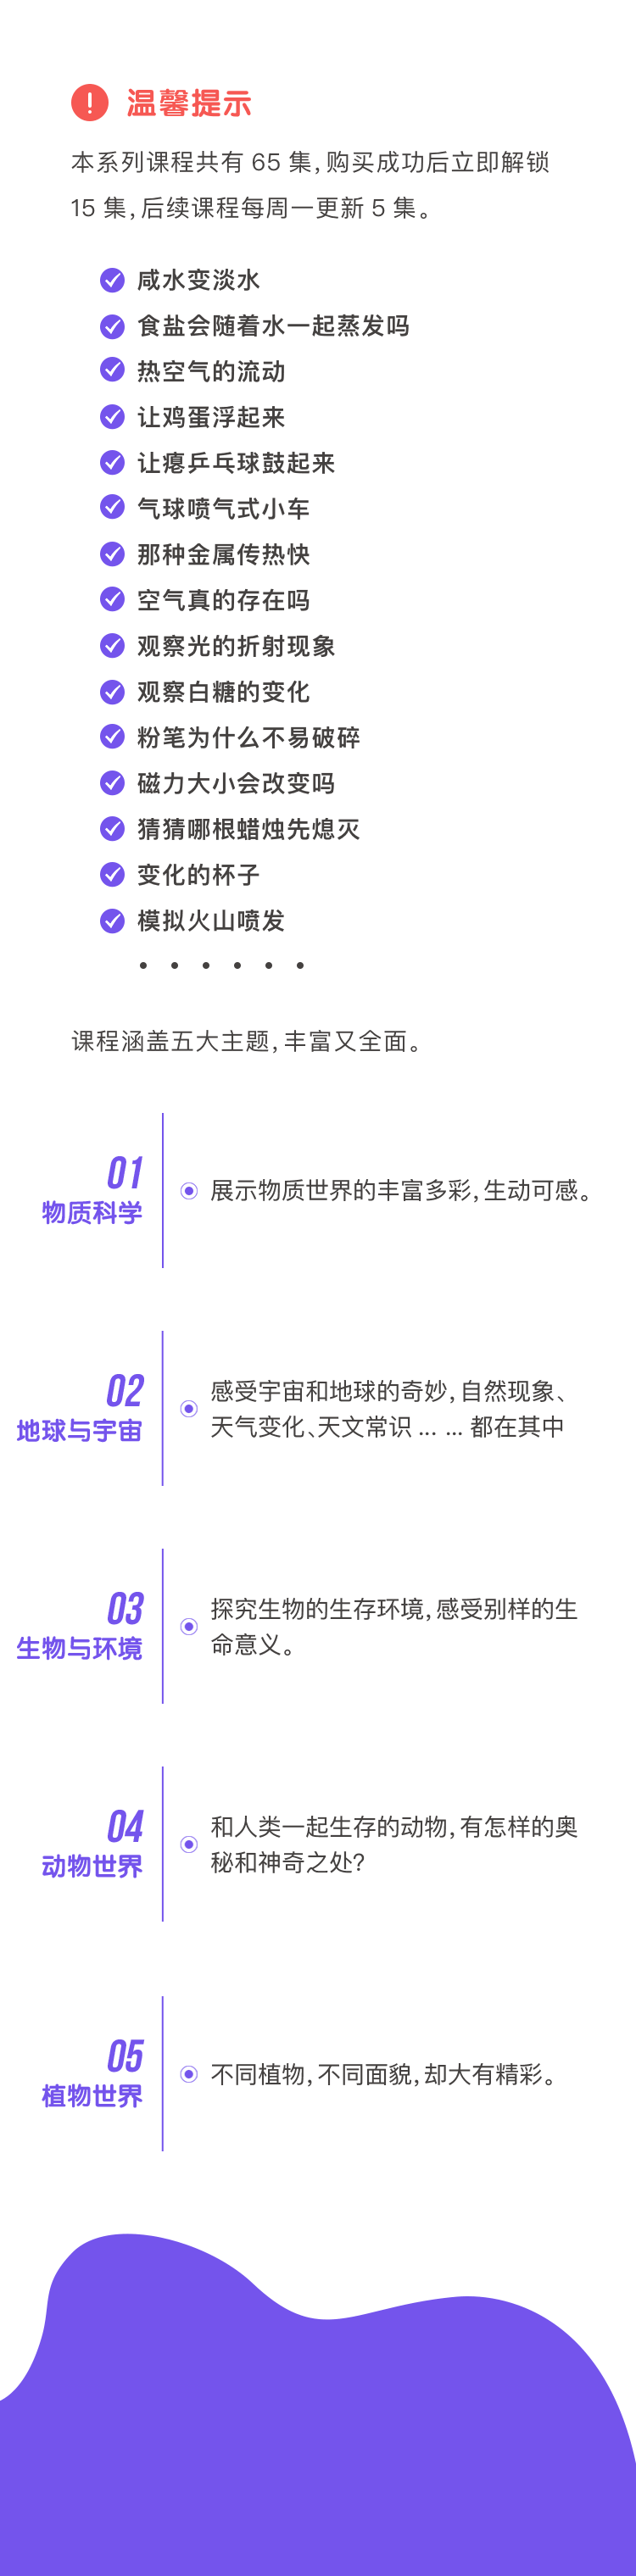 温馨提示
本系列课程共有 65 集,购买成功后立即解锁
15 集,后续课程每周一更新 5 集。
咸水变淡水
食盐会随着水一起蒸发吗
热空气的流动
让鸡蛋浮起来
让瘪乒乓球鼓起来
气球喷气式小车
那种金属传热快
空气真的存在吗
观察光的折射现象
观察白糖的变化
粉笔为什么不易破碎
磁力大小会改变吗
猜猜哪根蜡烛先熄灭
变化的杯子
模拟火山喷发
• • • • • •
课程涵盖五大主题,丰富又全面。
01
物质科学
展示物质世界的丰富多彩,生动可感。
02
地球与宇宙
感受宇宙和地球的奇妙,自然现象、
天气变化、天文常识 ... ... 都在其中
03
生物与环境
探究生物的生存环境,感受别样的生
命意义。
04
动物世界
和人类一起生存的动物,有怎样的奥
秘和神奇之处?
05
植物世界
不同植物,不同面貌,却大有精彩。